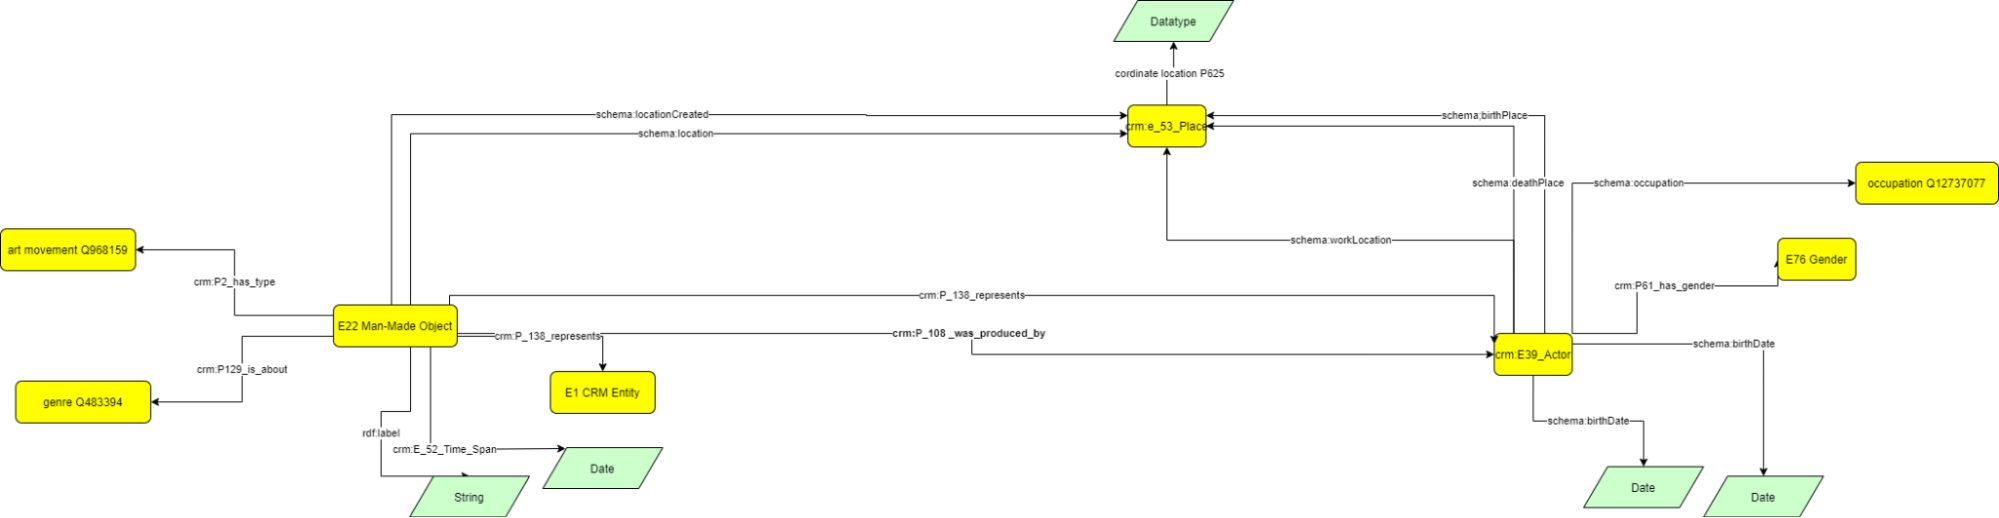 Datatype
cordinate location P625
schema:locationCreated
schema:birthPlace
crm:e_53_Place
schema:location
schema:deathPlace
schema:occupation
occupation Q12737077
schema:workLocation
art movement Q968159
E76 Gender
crm:P2_has_type
crm:P61_has_gender
crm:P_138_represents
E22 Man-Made Object
crm:P_138_represents
crm:P_108 _was_produced_by
schema:birthDate
crm:E39_Actor
crm:P129_is_about
E1 CRM Entity
genre Q483394
schema:birthDate
rdf:label
crm:E_52_Time_Span
Date
String
Date
Date